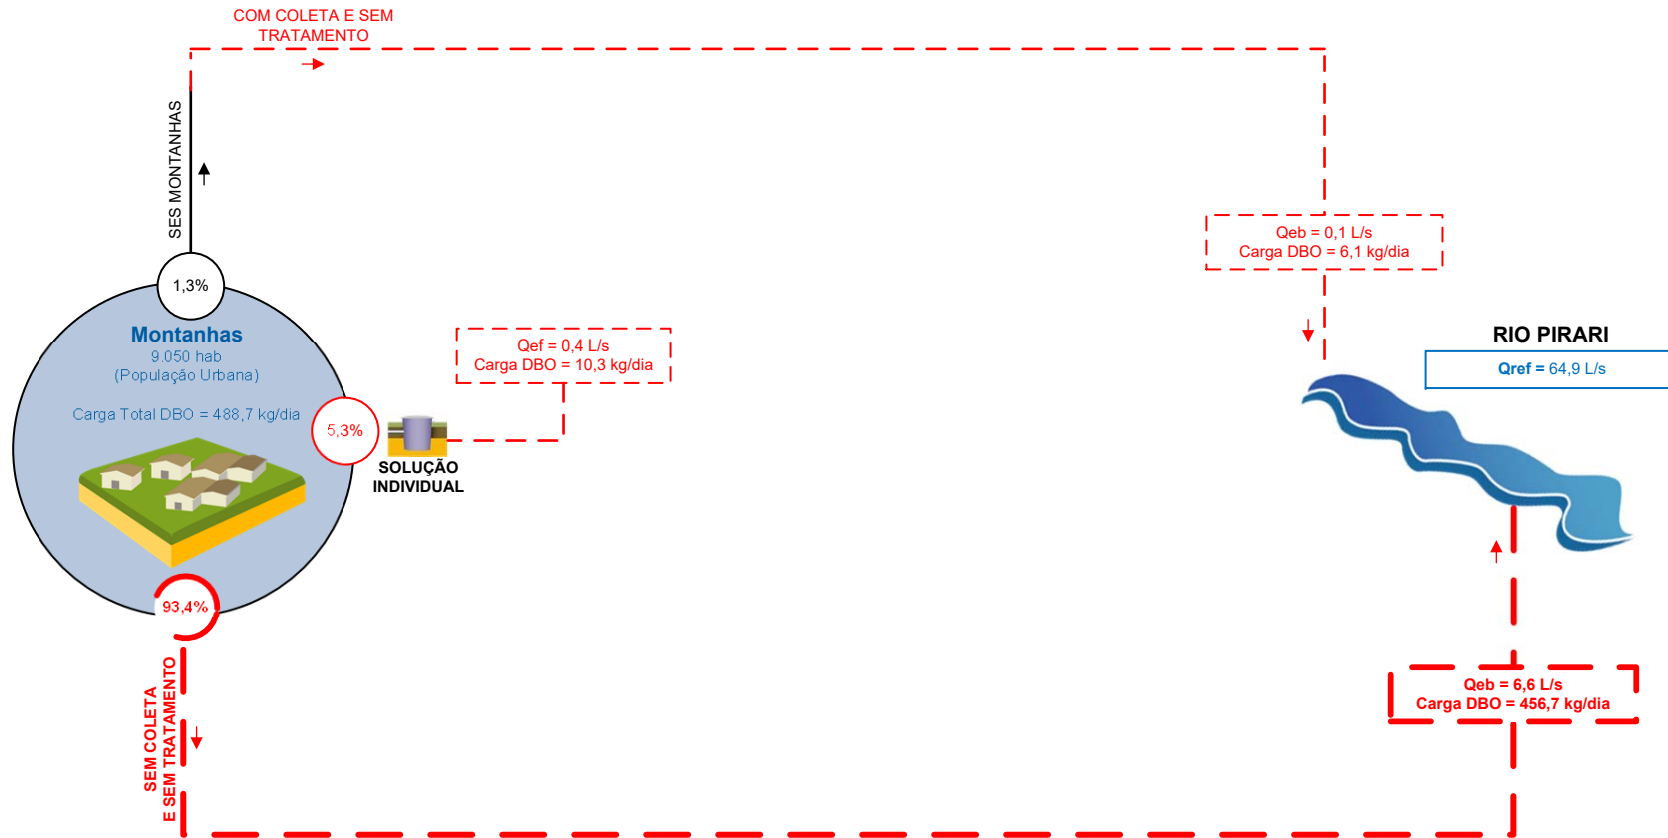 COM COLETA E SEM
TRATAMENTO
SES MONTANHAS
1,3%
Montanhas
9.050 hab
(População Urbana)
Carga Total DBO = 488,7 kg/dia
5,3%
SOLUÇÃO
INDIVIDUAL
Qef = 0,4 L/s
Carga DBO = 10,3 kg/dia
Qeb = 0,1 L/s
Carga DBO = 6,1 kg/dia
RIO PIRARI
Qref = 64,9 L/s
93,4%
SEM COLETA
E SEM TRATAMENTO
Qeb = 6,6 L/s
Carga DBO = 456,7 kg/dia